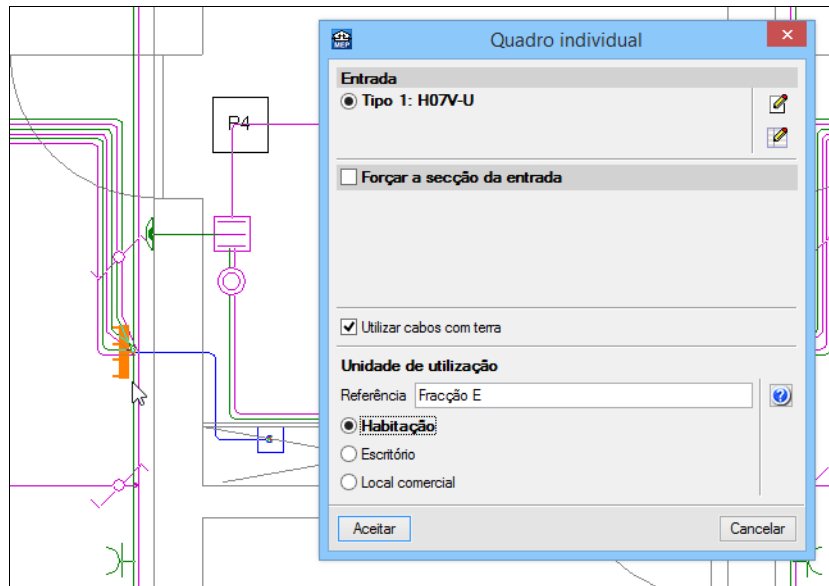 MEP
Quadro individual
Entrada
Tipo 1: H07V-U
P4
Forçar a secção da entrada
Utilizar cabos com terra
Unidade de utilização
Referência Fracção E
Habitação
Escritório
Local comercial
Aceitar Cancelar